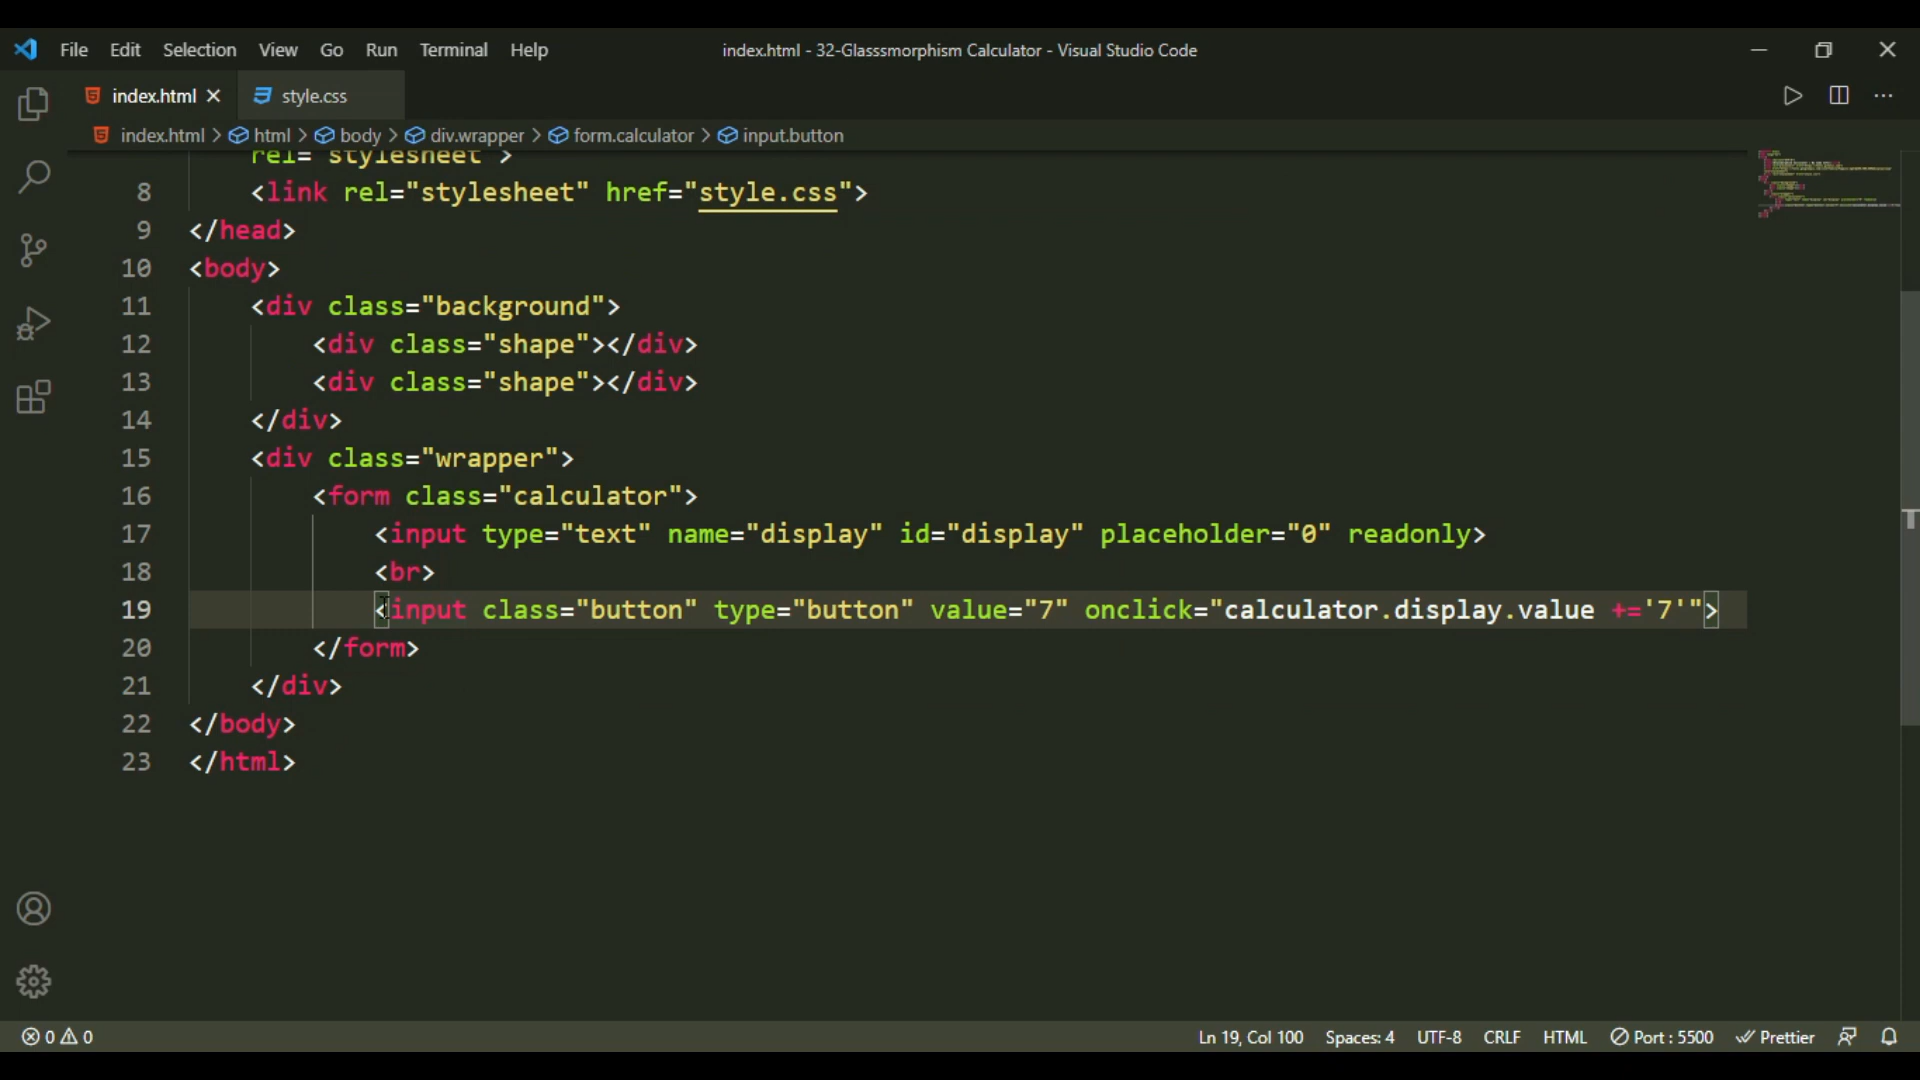 File Edit Selection View Go Run Terminal Help index.html - 32-Glasssmorphism Calculator - Visual Studio Code
index.html style.css
index.html > html > body > div.wrapper > form.calculator > input.button
rel="stylesheet">
8 <link rel="stylesheet" href="style.css">
9 </head>
10 <body>
11 <div class="background">
12 <div class="shape"></div>
13 <div class="shape"></div>
14 </div>
15 <div class="wrapper">
16 <form class="calculator">
17 <input type="text" name="display" id="display" placeholder="0" readonly>
18 <br>
19 <input class="button" type="button" value="7" onclick="calculator.display.value +='7'">
20 </form>
21 </div>
22 </body>
23 </html>
0 0 Ln 19, Col 100 Spaces: 4 UTF-8 CRLF HTML Port : 5500 Prettier